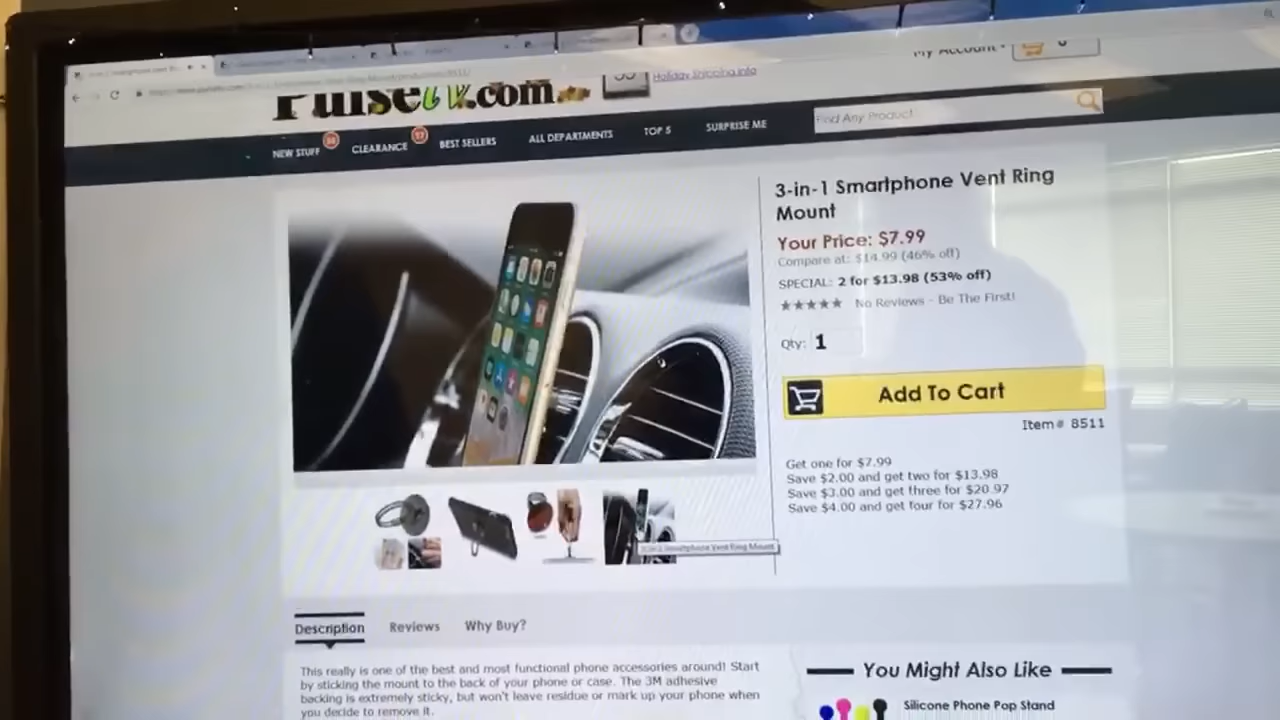 PulseTV.com
Holiday Shipping Info
My Account
0
NEW STUFF
CLEARANCE
BEST SELLERS
ALL DEPARTMENTS
TOP 5
SURPRISE ME
Find Any Product
3-in-1 Smartphone Vent Ring
Mount
Your Price: $7.99
Compare at: $14.99 (46% off)
SPECIAL: 2 for $13.98 (53% off)
No Reviews - Be The First!
Qty: 1
Add To Cart
Item# 8511
Get one for $7.99
Save $2.00 and get two for $13.98
Save $3.00 and get three for $20.97
Save $4.00 and get four for $27.96
3-in-1 Smartphone Vent Ring Mount
Description
Reviews
Why Buy?
This really is one of the best and most functional phone accessories around! Start
by sticking the mount to the back of your phone or case. The 3M adhesive
backing is extremely sticky, but won't leave residue or mark up your phone when
you decide to remove it.
You Might Also Like
Silicone Phone Pop Stand